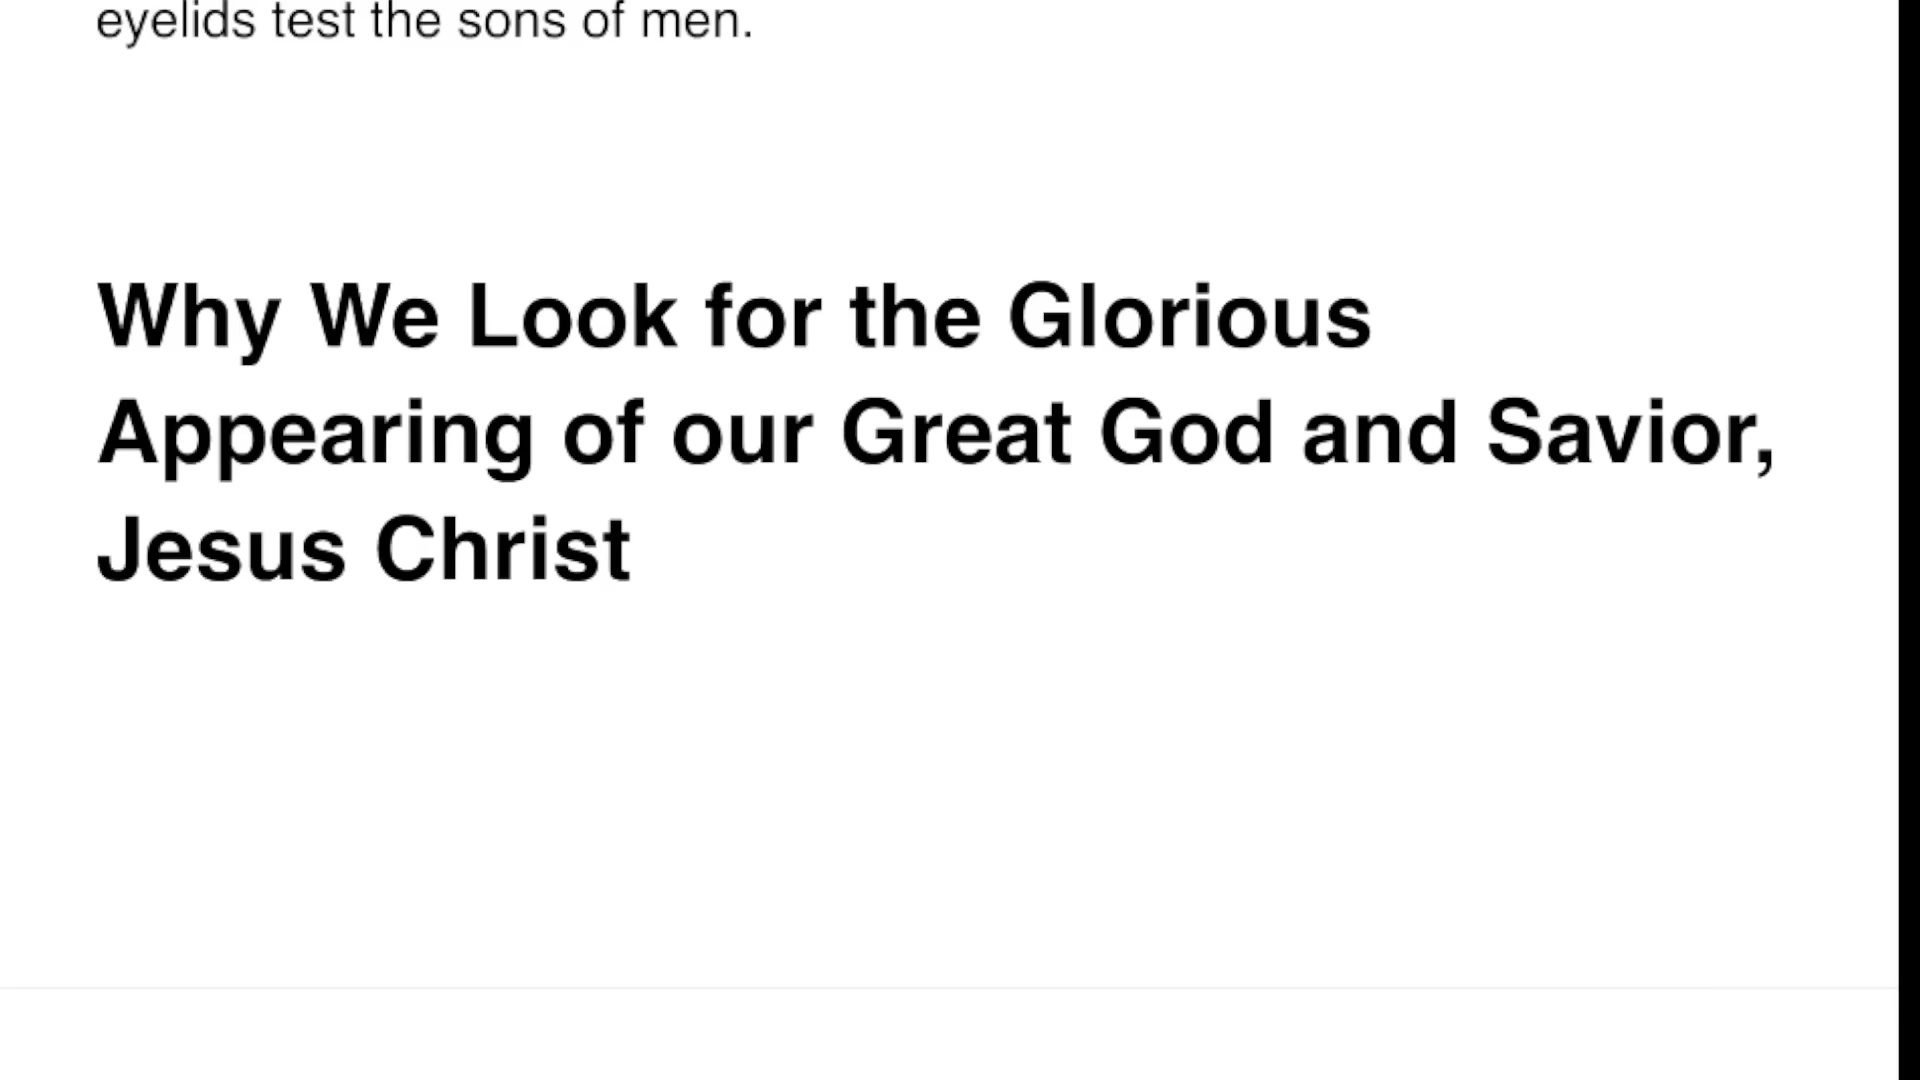 eyelids test the sons of men.
Why We Look for the Glorious
Appearing of our Great God and Savior,
Jesus Christ